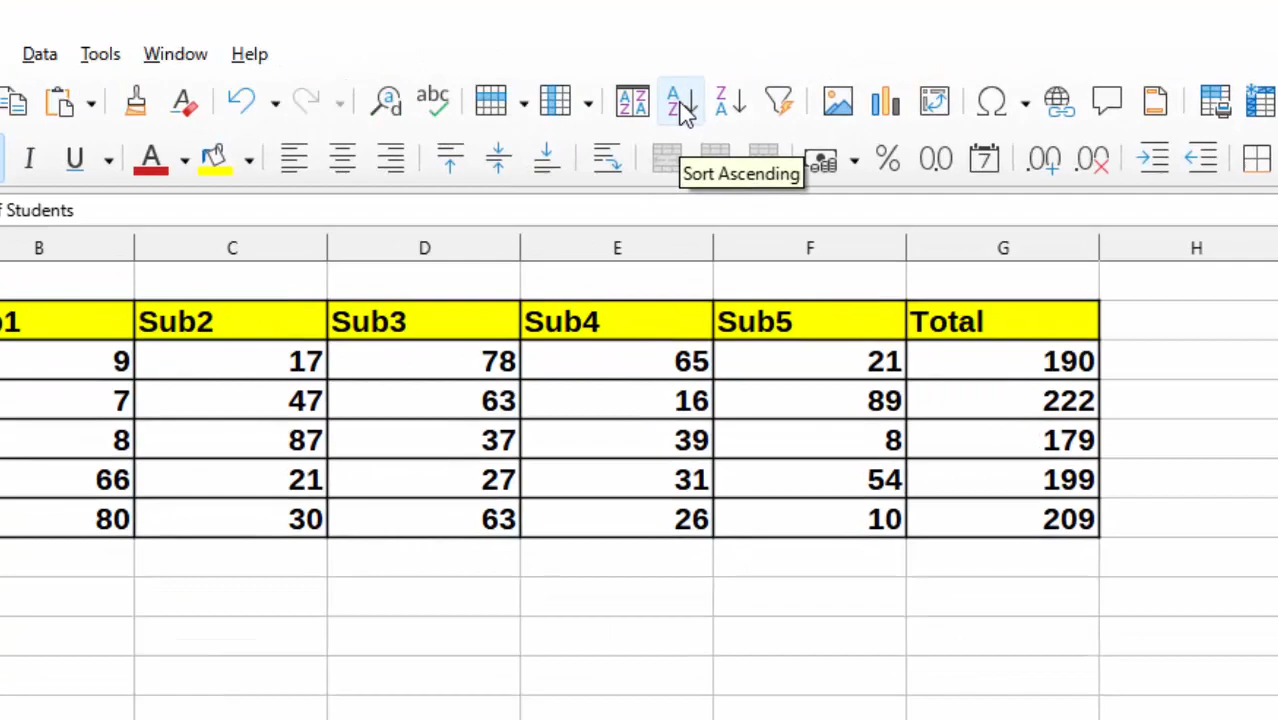 Data Tools Window Help
Sort Ascending
f Students
B C D E F G H
1 Sub2 Sub3 Sub4 Sub5 Total
9 17 78 65 21 190
7 47 63 16 89 222
8 87 37 39 8 179
66 21 27 31 54 199
80 30 63 26 10 209